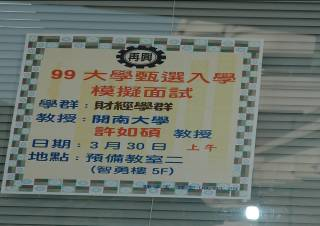 再興
99 大學甄選入學
模擬面試
學群：財經學群
教授：開南大學
許如碩 教授
日期：3 月 30 日 上午
地點：預備教室二
(智勇樓 5F)